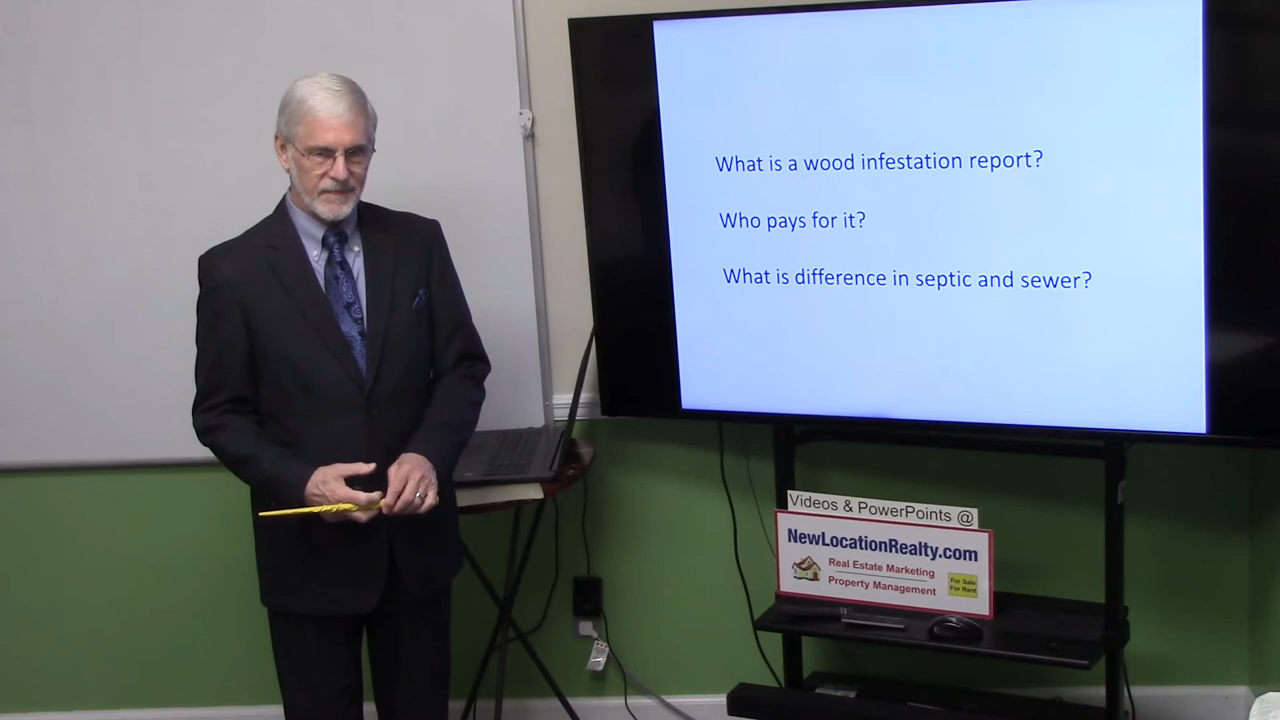 What is a wood infestation report?
Who pays for it?
What is difference in septic and sewer?
Videos & PowerPoints @
NewLocationRealty.com
Real Estate Marketing
Property Management
For Sale
For Rent